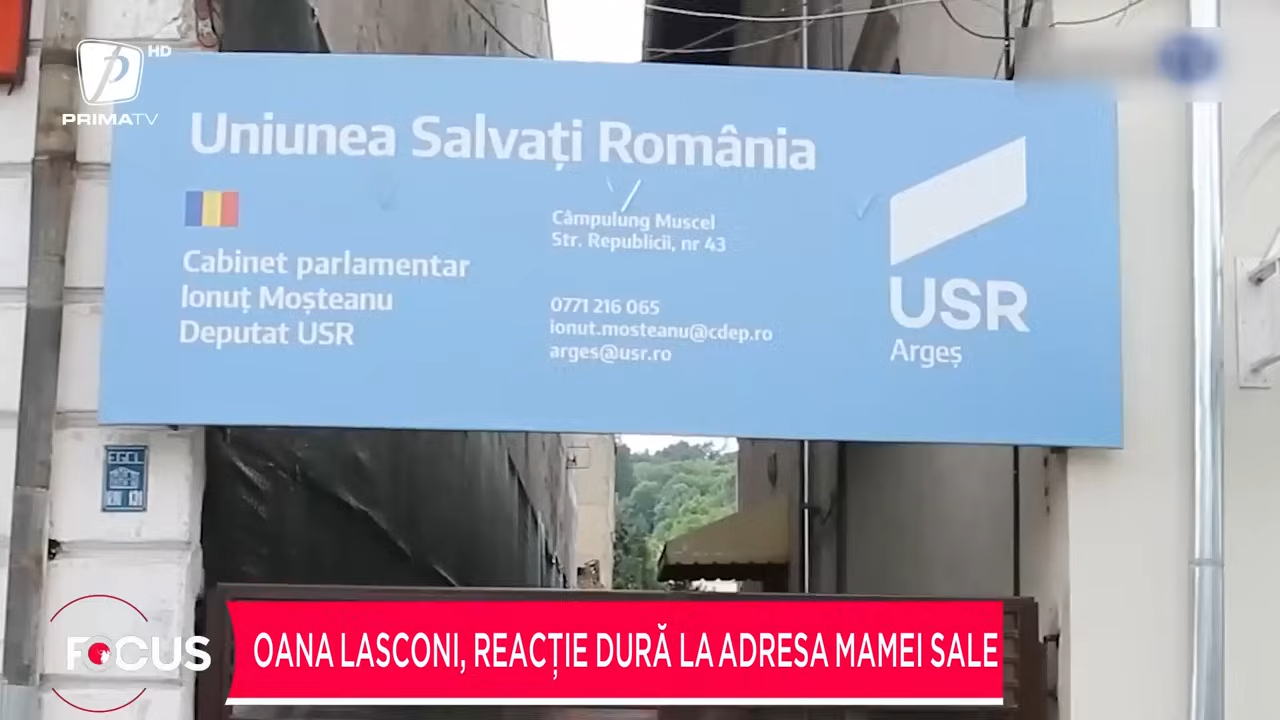 HD
PRIMATV
Uniunea Salvați România
Cabinet parlamentar
Ionuț Moșteanu
Deputat USR
Câmpulung Muscel
Str. Republicii, nr 43
0771 216 065
ionut.mosteanu@cdep.ro
arges@usr.ro
USR
Argeș
EGCL
FOCUS
OANA LASCONI, REACȚIE DURĂ LA ADRESA MAMEI SALE